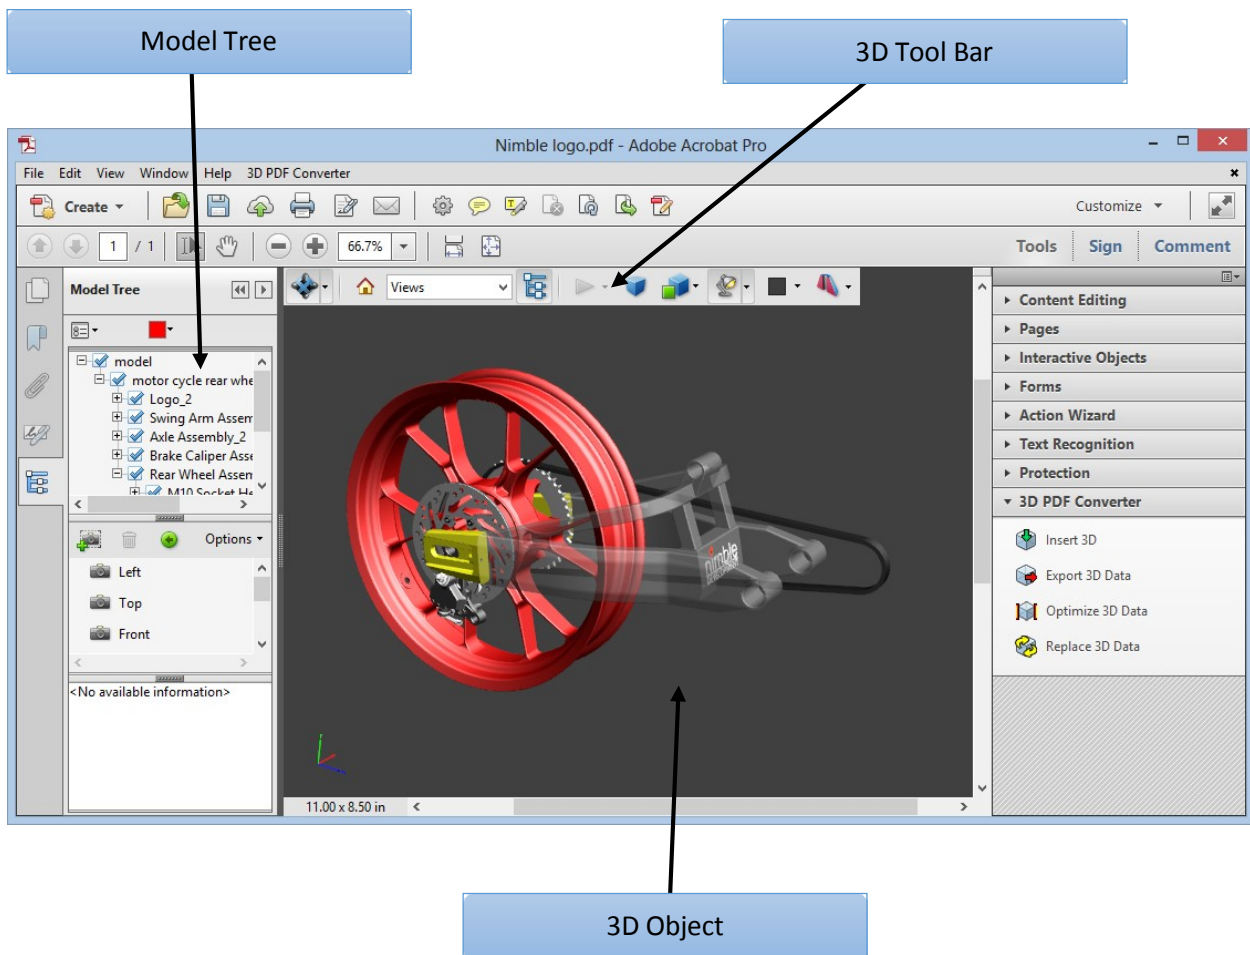 Model Tree
3D Tool Bar
Nimble logo.pdf - Adobe Acrobat Pro
File Edit View Window Help 3D PDF Converter
Create
Customize
1 / 1
66.7%
Tools Sign Comment
Model Tree
Views
model
motor cycle rear whe
Logo_2
Swing Arm Assem
Axle Assembly_2
Brake Caliper Asse
Rear Wheel Assem
M10 Socket He
Options
Left
Top
Front
<No available information>
nimble
11.00 x 8.50 in
Content Editing
Pages
Interactive Objects
Forms
Action Wizard
Text Recognition
Protection
3D PDF Converter
Insert 3D
Export 3D Data
Optimize 3D Data
Replace 3D Data
3D Object